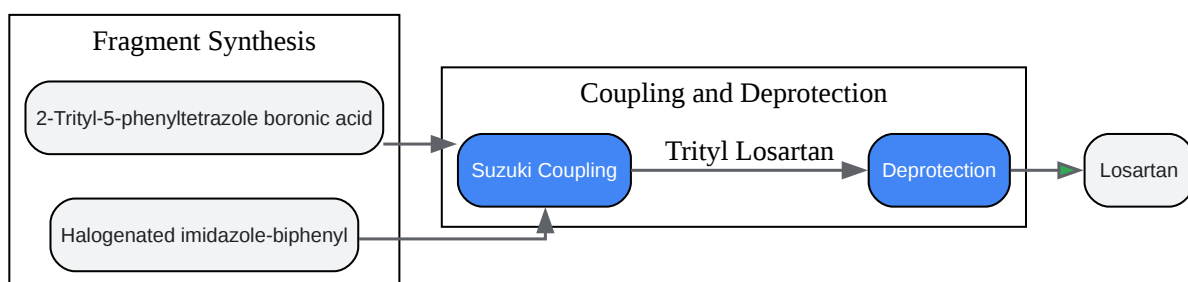 Fragment Synthesis
2-Trityl-5-phenyltetrazole boronic acid
Halogenated imidazole-biphenyl
Coupling and Deprotection
Suzuki Coupling
Trityl Losartan
Deprotection
Losartan